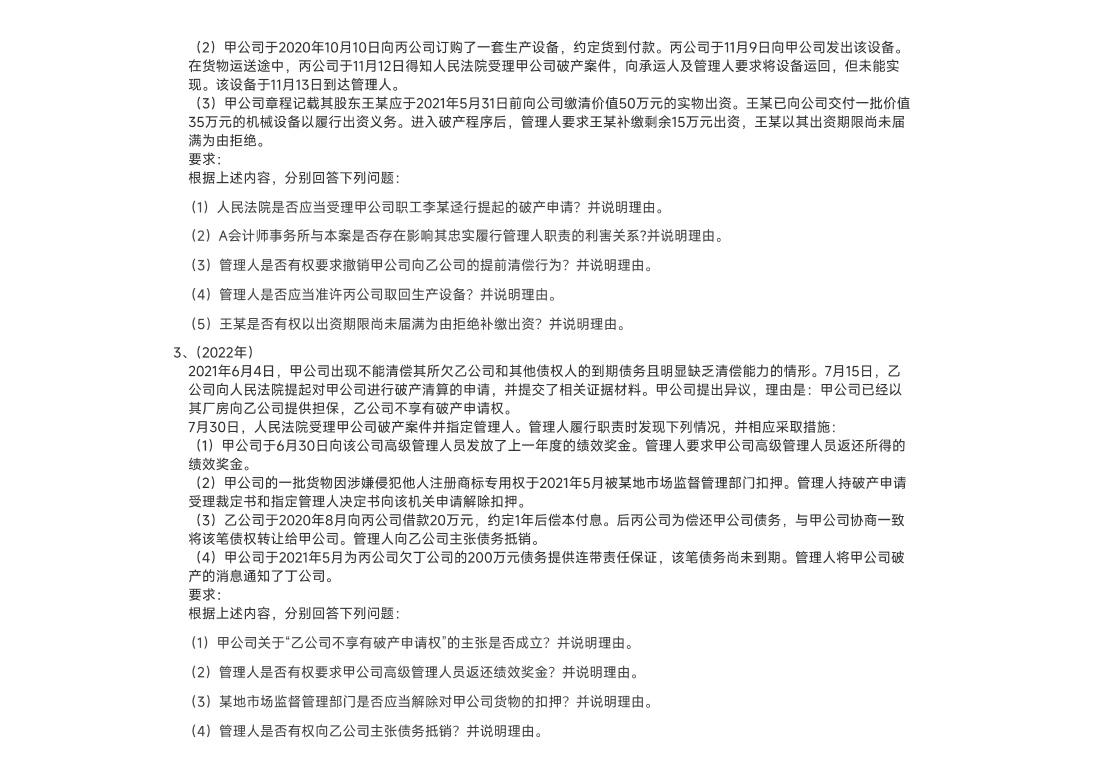 （2）甲公司于2020年10月10日向丙公司订购了一套生产设备，约定货到付款。丙公司于11月9日向甲公司发出该设备。
在货物运送途中，丙公司于11月12日得知人民法院受理甲公司破产案件，向承运人及管理人要求将设备运回，但未能实
现。该设备于11月13日到达管理人。
（3）甲公司章程记载其股东王某应于2021年5月31日前向公司缴清价值50万元的实物出资。王某已向公司交付一批价值
35万元的机械设备以履行出资义务。进入破产程序后，管理人要求王某补缴剩余15万元出资，王某以其出资期限尚未届
满为由拒绝。
要求：
根据上述内容，分别回答下列问题：
（1）人民法院是否应当受理甲公司职工李某迳行提起的破产申请？并说明理由。
（2）A会计师事务所与本案是否存在影响其忠实履行管理人职责的利害关系?并说明理由。
（3）管理人是否有权要求撤销甲公司向乙公司的提前清偿行为？并说明理由。
（4）管理人是否应当准许丙公司取回生产设备？并说明理由。
（5）王某是否有权以出资期限尚未届满为由拒绝补缴出资？并说明理由。
3、（2022年）
2021年6月4日，甲公司出现不能清偿其所欠乙公司和其他债权人的到期债务且明显缺乏清偿能力的情形。7月15日，乙
公司向人民法院提起对甲公司进行破产清算的申请，并提交了相关证据材料。甲公司提出异议，理由是：甲公司已经以
其厂房向乙公司提供担保，乙公司不享有破产申请权。
7月30日，人民法院受理甲公司破产案件并指定管理人。管理人履行职责时发现下列情况，并相应采取措施：
（1）甲公司于6月30日向该公司高级管理人员发放了上一年度的绩效奖金。管理人要求甲公司高级管理人员返还所得的
绩效奖金。
（2）甲公司的一批货物因涉嫌侵犯他人注册商标专用权于2021年5月被某地市场监督管理部门扣押。管理人持破产申请
受理裁定书和指定管理人决定书向该机关申请解除扣押。
（3）乙公司于2020年8月向丙公司借款20万元，约定1年后偿本付息。后丙公司为偿还甲公司债务，与甲公司协商一致
将该笔债权转让给甲公司。管理人向乙公司主张债务抵销。
（4）甲公司于2021年5月为丙公司欠丁公司的200万元债务提供连带责任保证，该笔债务尚未到期。管理人将甲公司破
产的消息通知了丁公司。
要求：
根据上述内容，分别回答下列问题：
（1）甲公司关于“乙公司不享有破产申请权”的主张是否成立？并说明理由。
（2）管理人是否有权要求甲公司高级管理人员返还绩效奖金？并说明理由。
（3）某地市场监督管理部门是否应当解除对甲公司货物的扣押？并说明理由。
（4）管理人是否有权向乙公司主张债务抵销？并说明理由。